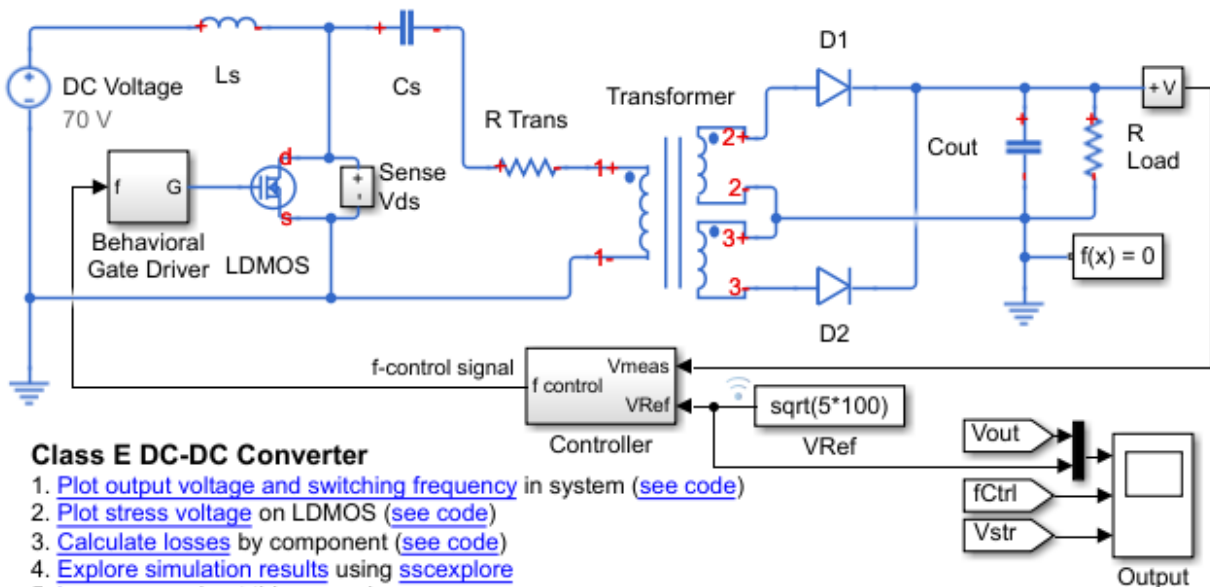 DC Voltage
70 V
+
-
Ls
+
-
Cs
R Trans
+
-
Transformer
1+
1-
2+
2-
3+
3-
D1
D2
Cout
+
-
+
-
R
Load
+V
f
G
Behavioral
Gate Driver
LDMOS
d
s
+
-
Sense
Vds
f(x) = 0
f-control signal
f control
Vmeas
VRef
Controller
sqrt(5*100)
VRef
Vout
fCtrl
Vstr
Output
Class E DC-DC Converter
1. Plot output voltage and switching frequency in system (see code)
2. Plot stress voltage on LDMOS (see code)
3. Calculate losses by component (see code)
4. Explore simulation results using sscexplore